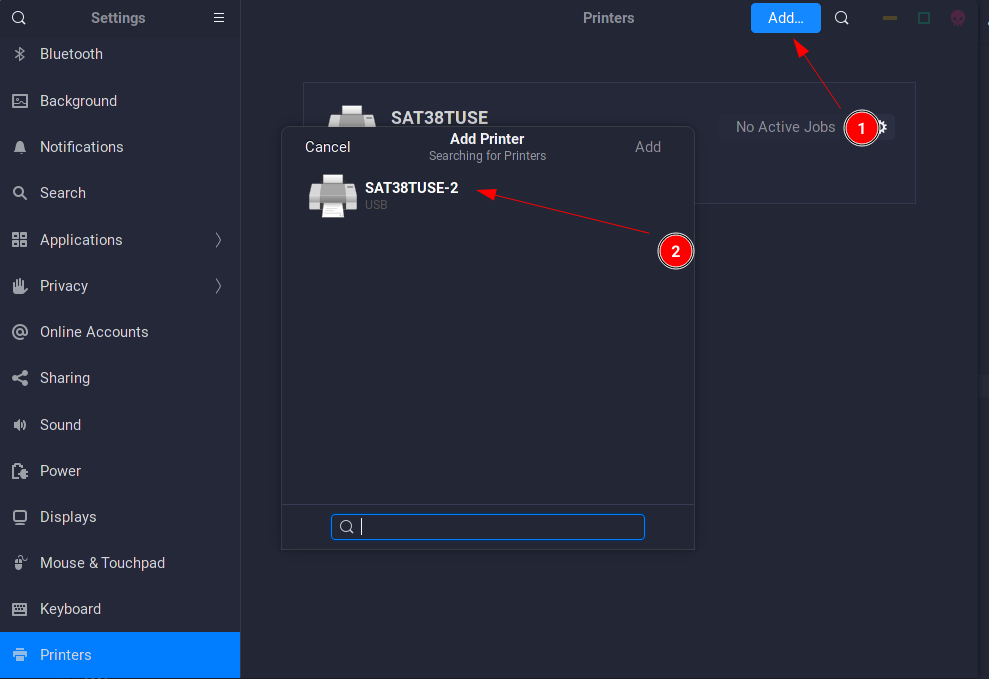 Settings
Bluetooth
Background
Notifications
Search
Applications
Privacy
Online Accounts
Sharing
Sound
Power
Displays
Mouse & Touchpad
Keyboard
Printers
Printers
Add...
SAT38TUSE
No Active Jobs
1
Cancel
Add Printer
Add
Searching for Printers
SAT38TUSE-2
USB
2